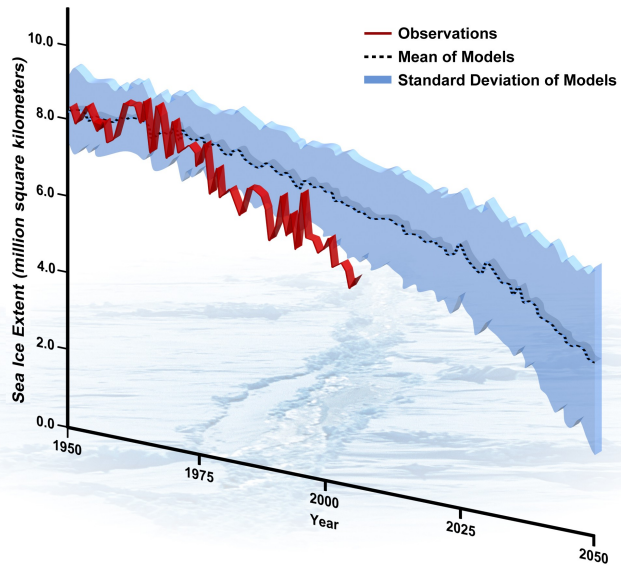 10.0
8.0
6.0
4.0
2.0
0.0
Sea Ice Extent (million square kilometers)
Observations
Mean of Models
Standard Deviation of Models
1950
1975
2000
2025
2050
Year